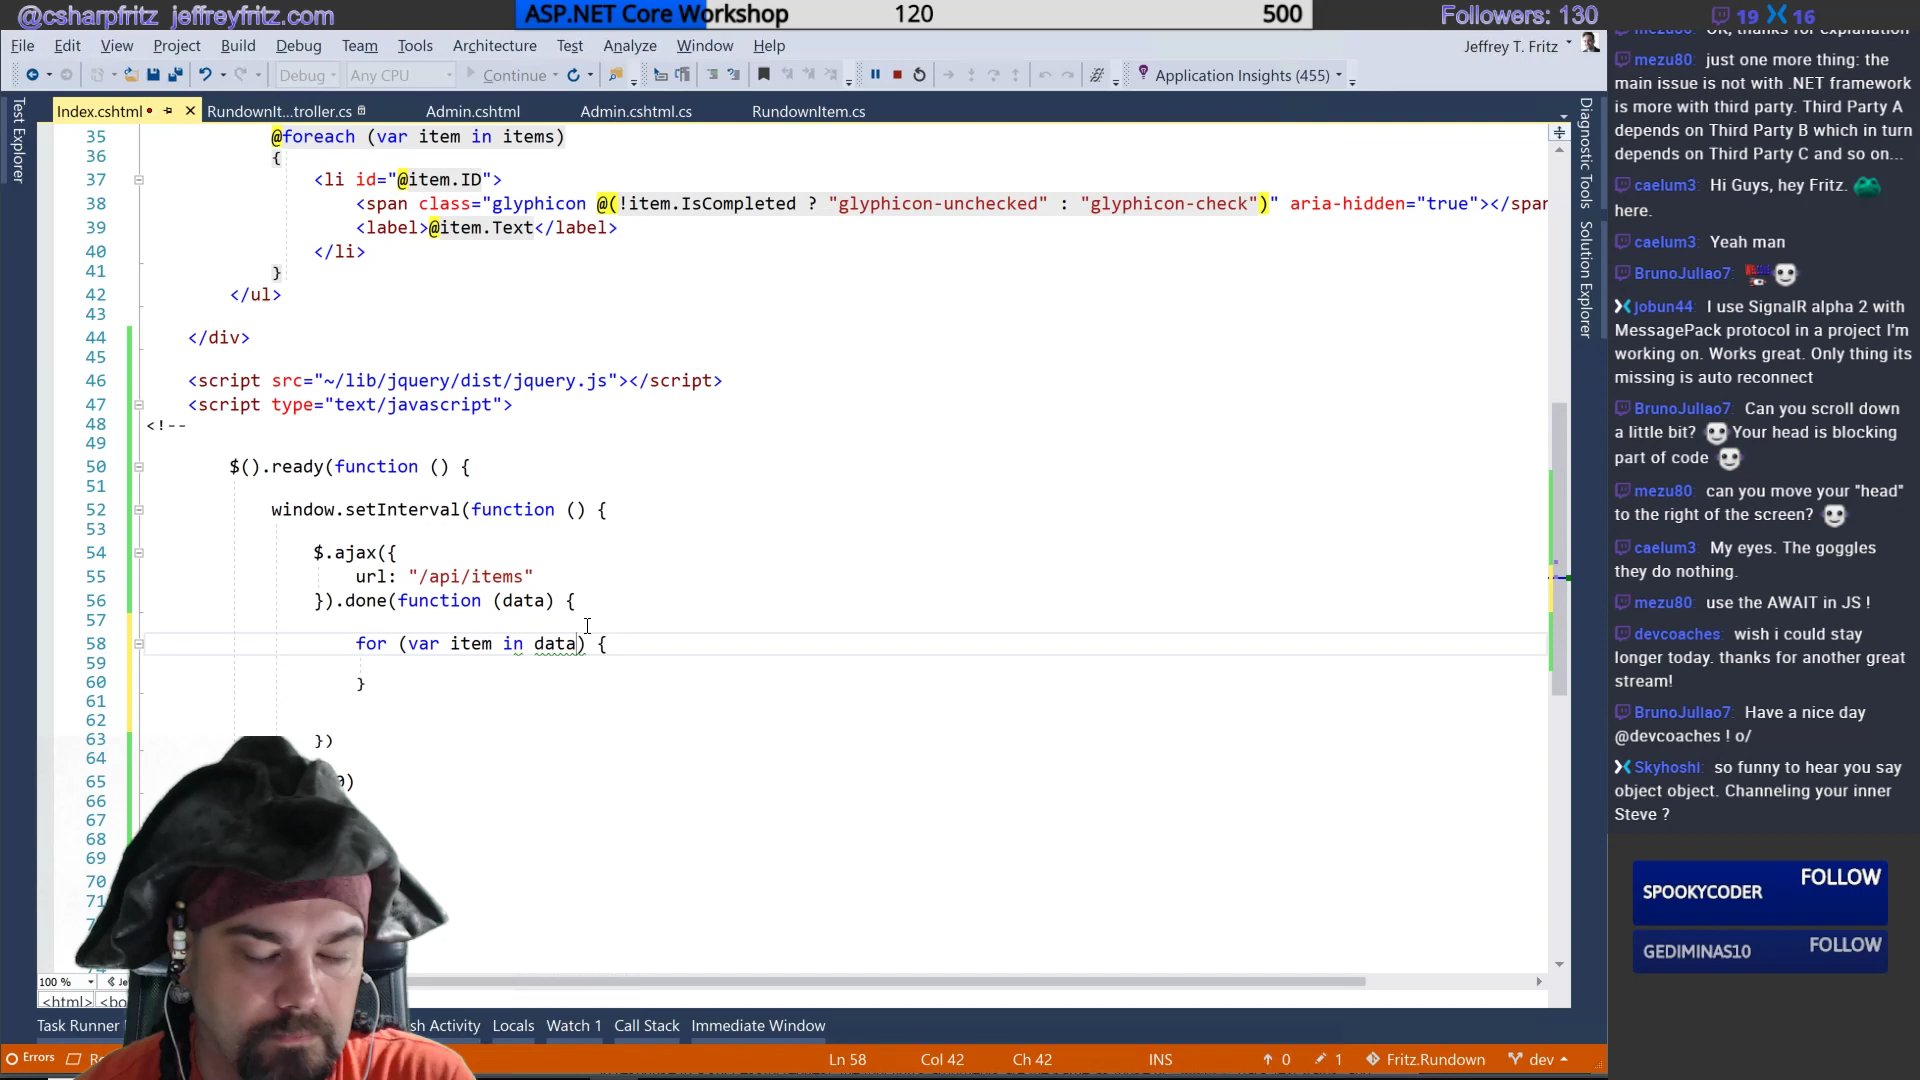 @csharpfritz jeffreyfritz.com
ASP.NET Core Workshop 120 500
Followers: 130
19 16
File Edit View Project Build Debug Team Tools Architecture Test Analyze Window Help
Jeffrey T. Fritz
Debug Any CPU Continue Application Insights (455)
Test Explorer
Index.cshtml RundownIt...troller.cs Admin.cshtml Admin.cshtml.cs RundownItem.cs
Diagnostic Tools
Solution Explorer
35 @foreach (var item in items)
36 {
37 <li id="@item.ID">
38 <span class="glyphicon @(!item.IsCompleted ? "glyphicon-unchecked" : "glyphicon-check")" aria-hidden="true"></span
39 <label>@item.Text</label>
40 </li>
41 }
42 </ul>
43
44 </div>
45
46 <script src="~/lib/jquery/dist/jquery.js"></script>
47 <script type="text/javascript">
48 <!--
49
50 $().ready(function () {
51
52 window.setInterval(function () {
53
54 $.ajax({
55 url: "/api/items"
56 }).done(function (data) {
57
58 for (var item in data) {
59
60 }
61
62
63 })
64
65 0)
66
67
68
69
70
71
100 %
<html> <bo
Task Runner sh Activity Locals Watch 1 Call Stack Immediate Window
Errors Ln 58 Col 42 Ch 42 INS 0 1 Fritz.Rundown dev
mezu80: OK, thanks for explanation
mezu80: just one more thing: the
main issue is not with .NET framework
is more with third party. Third Party A
depends on Third Party B which in turn
depends on Third Party C and so on...
caelum3: Hi Guys, hey Fritz.
here.
caelum3: Yeah man
BrunoJuliao7:
jobun44: I use SignalR alpha 2 with
MessagePack protocol in a project I'm
working on. Works great. Only thing its
missing is auto reconnect
BrunoJuliao7: Can you scroll down
a little bit? Your head is blocking
part of code
mezu80: can you move your "head"
to the right of the screen?
caelum3: My eyes. The goggles
they do nothing.
mezu80: use the AWAIT in JS !
devcoaches: wish i could stay
longer today. thanks for another great
stream!
BrunoJuliao7: Have a nice day
@devcoaches ! o/
Skyhoshi: so funny to hear you say
object object. Channeling your inner
Steve ?
SPOOKYCODER FOLLOW
GEDIMINAS10 FOLLOW